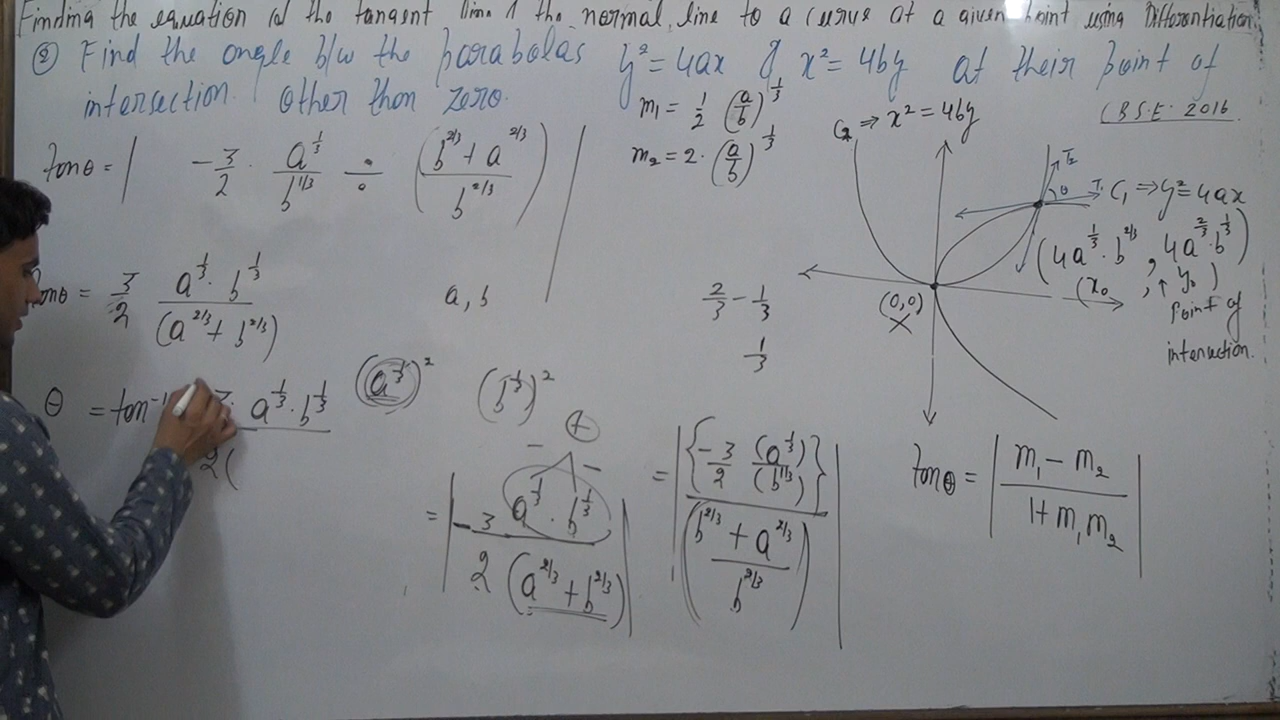 Finding the equation of the tangent line & the normal line to a curve at a given point using Differentiation
② Find the angle b/w the parabolas y² = 4ax & x² = 4by at their point of
intersection other than zero.
C.B.S.E. 2016
m₁ = 1/2 (a/b)^1/3
m₂ = 2·(a/b)^1/3
C₂ ⇒ x² = 4by
tanθ = | -3/2 · a^1/3 / b^1/3 ÷ ((b^2/3 + a^2/3) / b^2/3) |
T₂
θ
T₁ C₁ ⇒ y² = 4ax
(4a^1/3·b^2/3, 4a^2/3·b^1/3)
(x₀, y₀)
Point of
intersection.
(0,0)
×
tanθ = 3/2 a^1/3·b^1/3 / (a^2/3 + b^2/3)
a, b
2/3 - 1/3
1/3
θ = tan⁻¹ 3· a^1/3·b^1/3 / 2(
(a^1/3)²
(b^1/3)²
+
- -
= | -3 a^1/3·b^1/3 / 2(a^2/3 + b^2/3) |
= | {-3/2 (a^1/3)/(b^1/3)} / ((b^2/3 + a^2/3) / b^2/3) |
tanθ = | m₁ - m₂ / 1 + m₁m₂ |